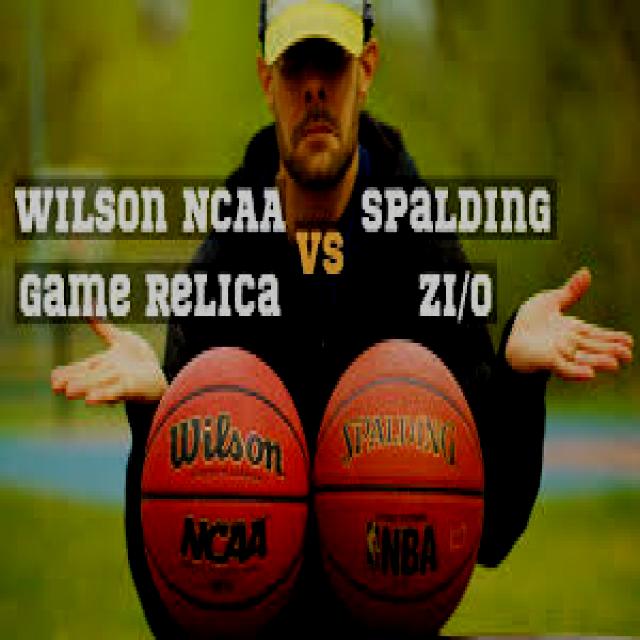 WILSON NCAA
GAME RELICA
VS
SPALDING
ZI/O
Wilson
NCAA
SPALDING
NBA